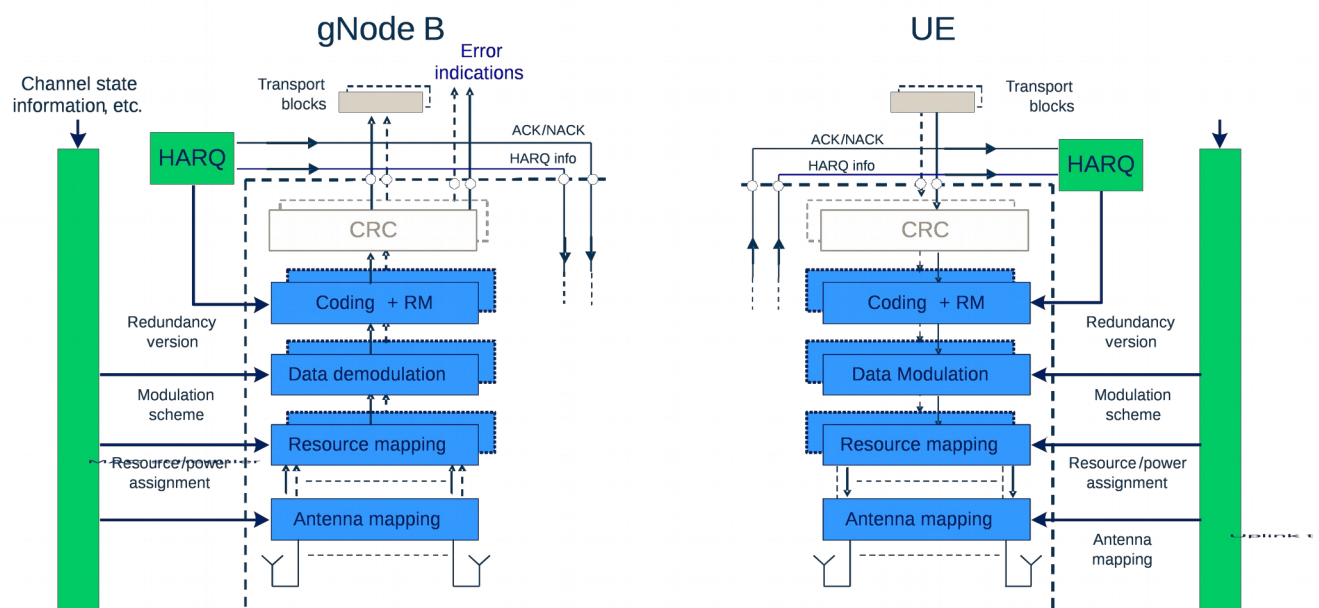 gNode B
UE
Error
indications
Channel state
information, etc.
Transport
blocks
Transport
blocks
HARQ
ACK/NACK
HARQ info
ACK/NACK
HARQ info
HARQ
CRC
CRC
Coding + RM
Coding + RM
Redundancy
version
Redundancy
version
Data demodulation
Data Modulation
Modulation
scheme
Modulation
scheme
Resource mapping
Resource mapping
Resource/power
assignment
Resource/power
assignment
Antenna mapping
Antenna mapping
Antenna
mapping